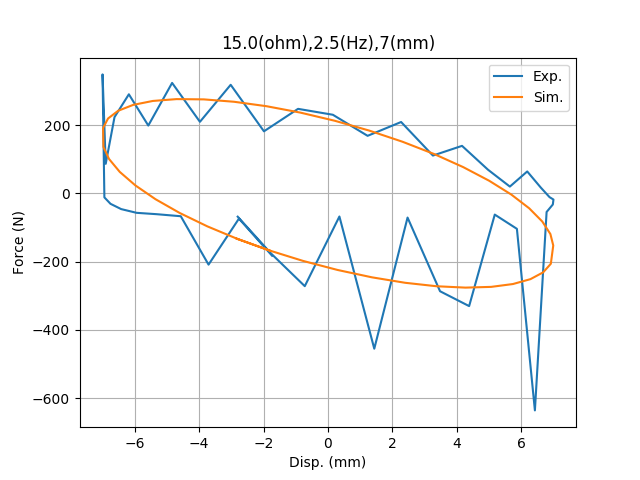 15.0(ohm),2.5(Hz),7(mm)
Exp.
Sim.
200
0
−200
−400
−600
Force (N)
−6 −4 −2 0 2 4 6
Disp. (mm)